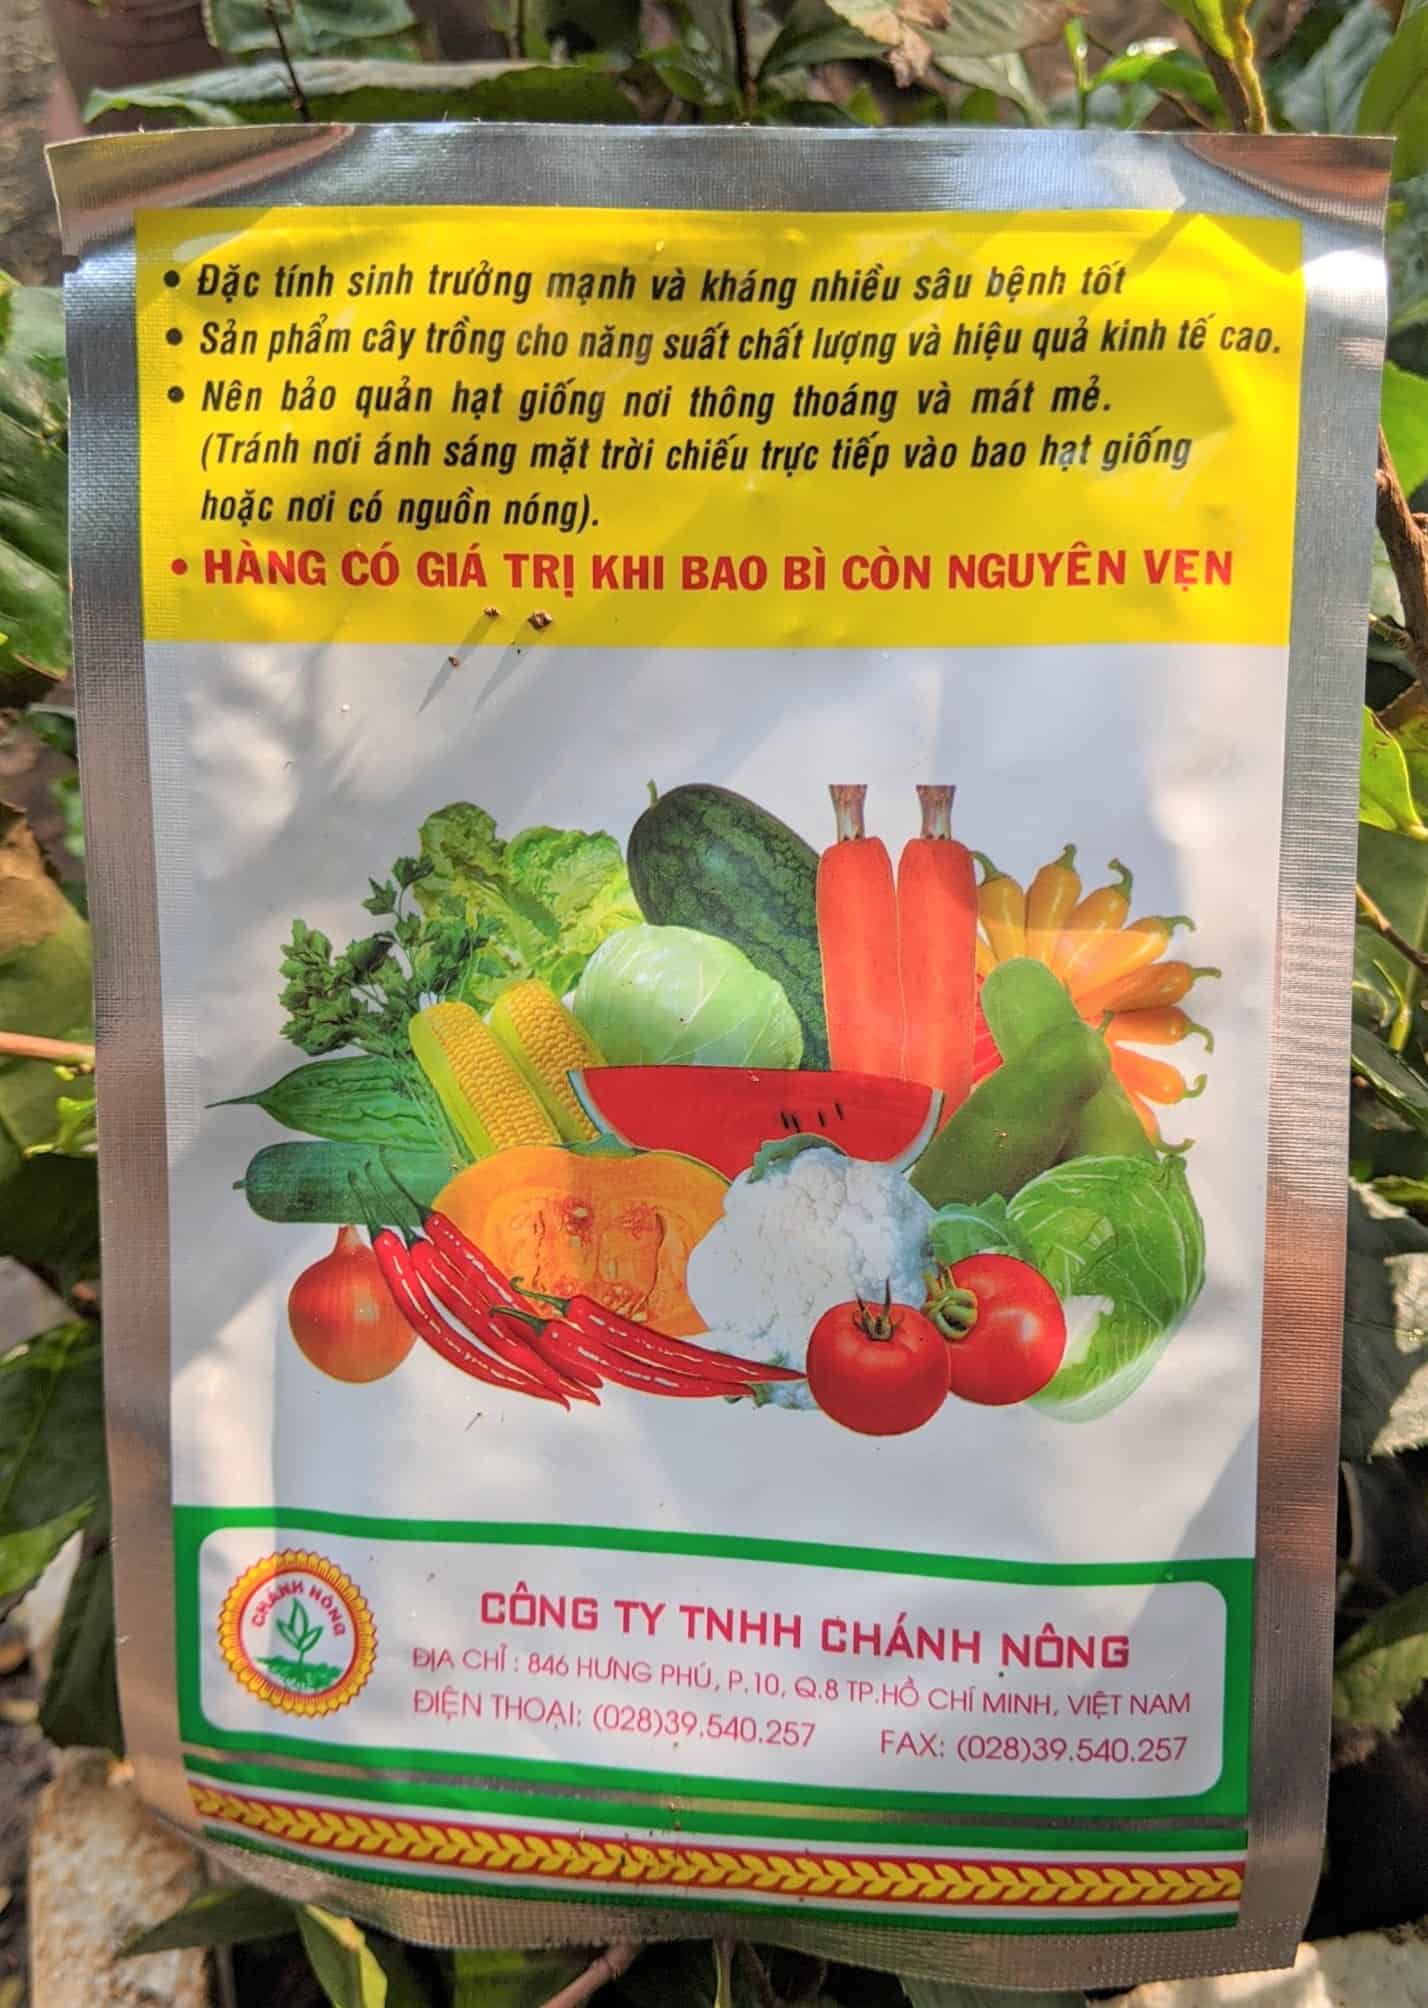 • Đặc tính sinh trưởng mạnh và kháng nhiều sâu bệnh tốt
• Sản phẩm cây trồng cho năng suất chất lượng và hiệu quả kinh tế cao.
• Nên bảo quản hạt giống nơi thông thoáng và mát mẻ.
(Tránh nơi ánh sáng mặt trời chiếu trực tiếp vào bao hạt giống
hoặc nơi có nguồn nóng).
• HÀNG CÓ GIÁ TRỊ KHI BAO BÌ CÒN NGUYÊN VẸN
CHÁNH NÔNG
CÔNG TY TNHH CHÁNH NÔNG
ĐỊA CHỈ : 846 HƯNG PHÚ, P.10, Q.8 TP.HỒ CHÍ MINH, VIỆT NAM
ĐIỆN THOẠI: (028)39.540.257 FAX: (028)39.540.257